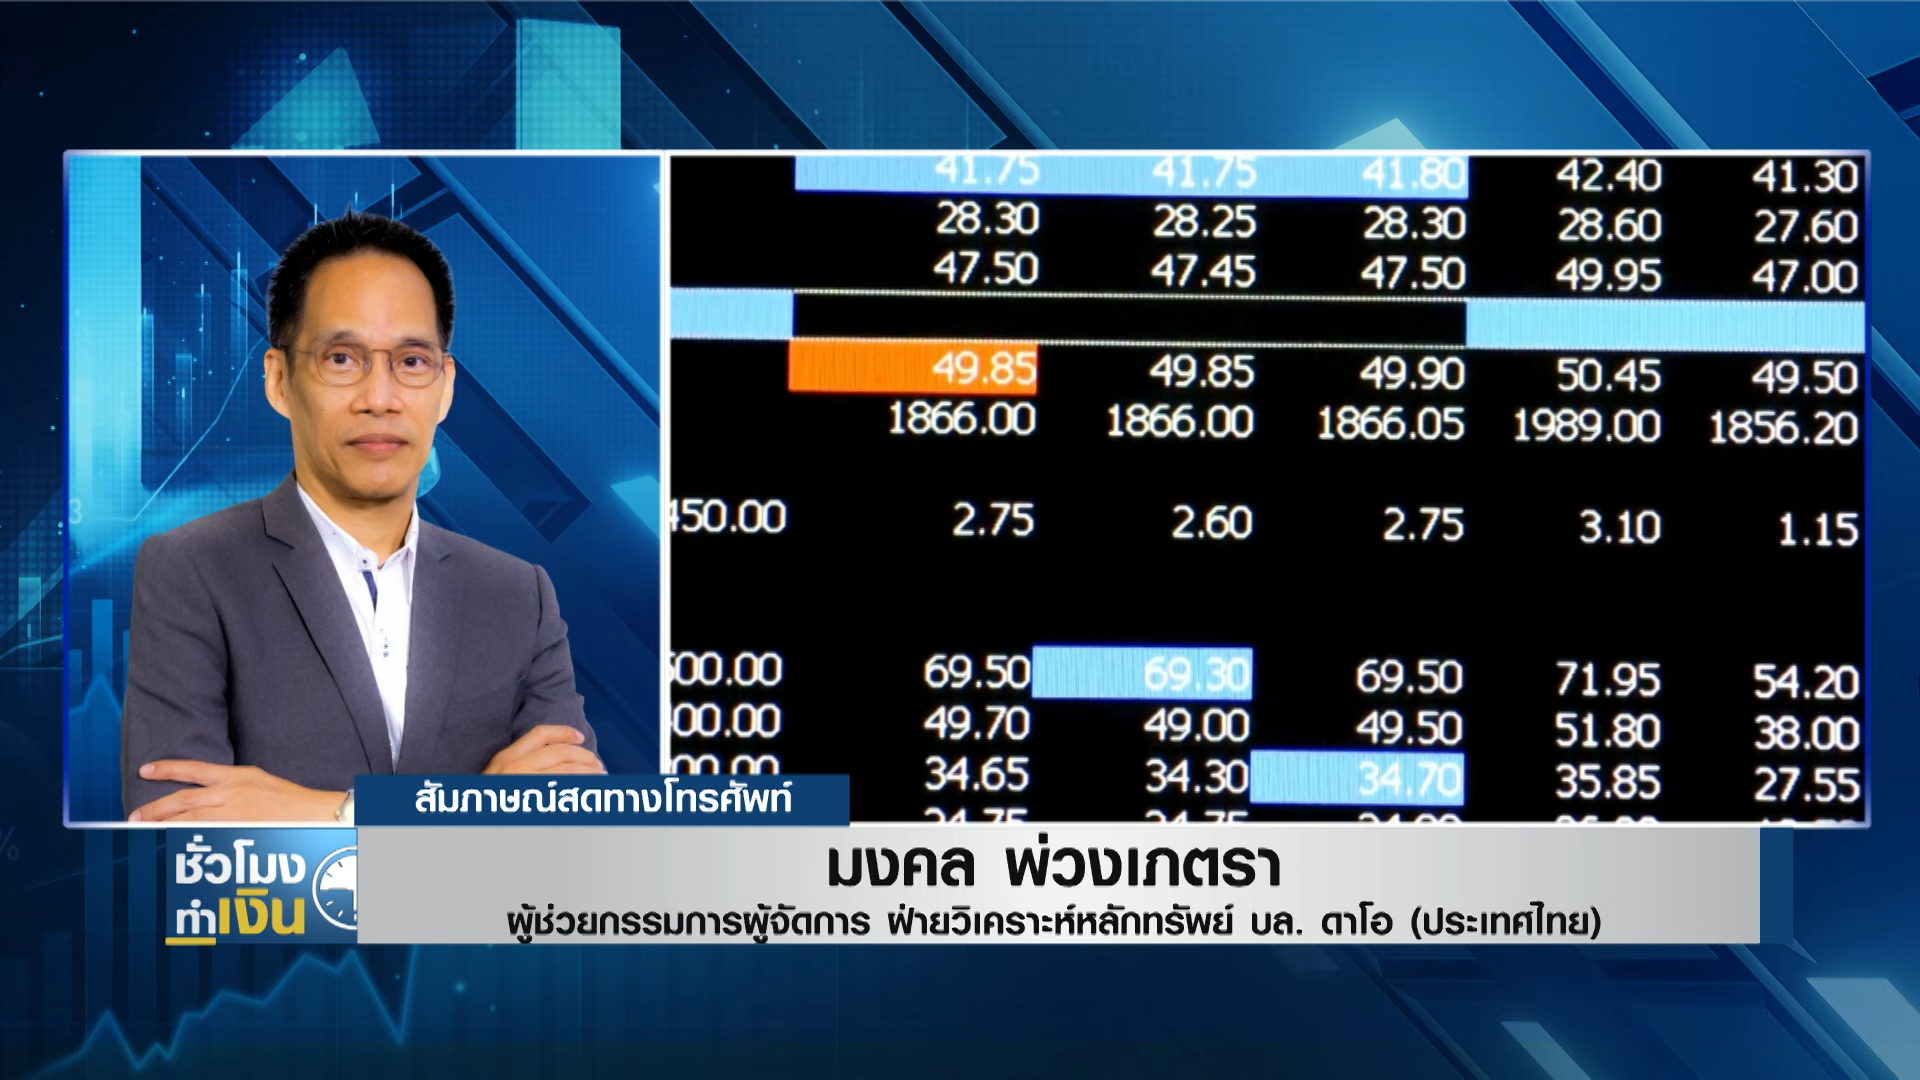 41.75 41.75 41.80 42.40 41.30
28.30 28.25 28.30 28.60 27.60
47.50 47.45 47.50 49.95 47.00
49.85 49.85 49.90 50.45 49.50
1866.00 1866.00 1866.05 1989.00 1856.20
450.00 2.75 2.60 2.75 3.10 1.15
00.00 69.50 69.30 69.50 71.95 54.20
00.00 49.70 49.00 49.50 51.80 38.00
34.65 34.30 34.70 35.85 27.55
สัมภาษณ์สดทางโทรศัพท์
ชั่วโมง
ทำเงิน
มงคล พ่วงเภตรา
ผู้ช่วยกรรมการผู้จัดการ ฝ่ายวิเคราะห์หลักทรัพย์ บล. ดาโอ (ประเทศไทย)